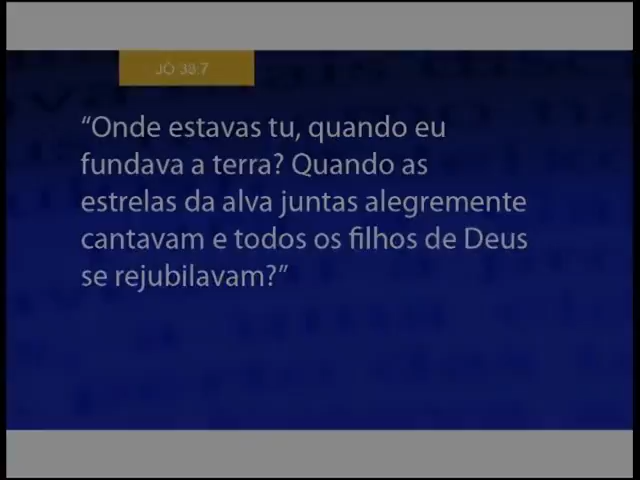 JÓ 38:7
“Onde estavas tu, quando eu
fundava a terra? Quando as
estrelas da alva juntas alegremente
cantavam e todos os filhos de Deus
se rejubilavam?”